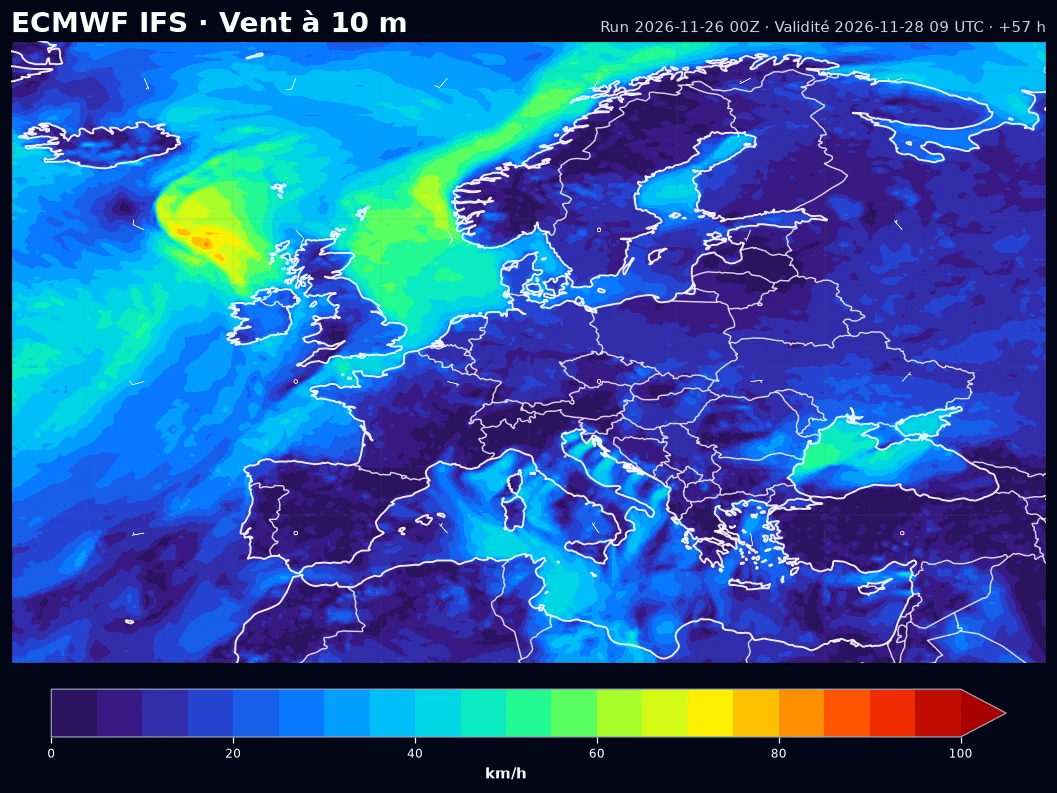 ECMWF IFS · Vent à 10 m
Run 2026-11-26 00Z · Validité 2026-11-28 09 UTC · +57 h
0 20 40 60 80 100
km/h